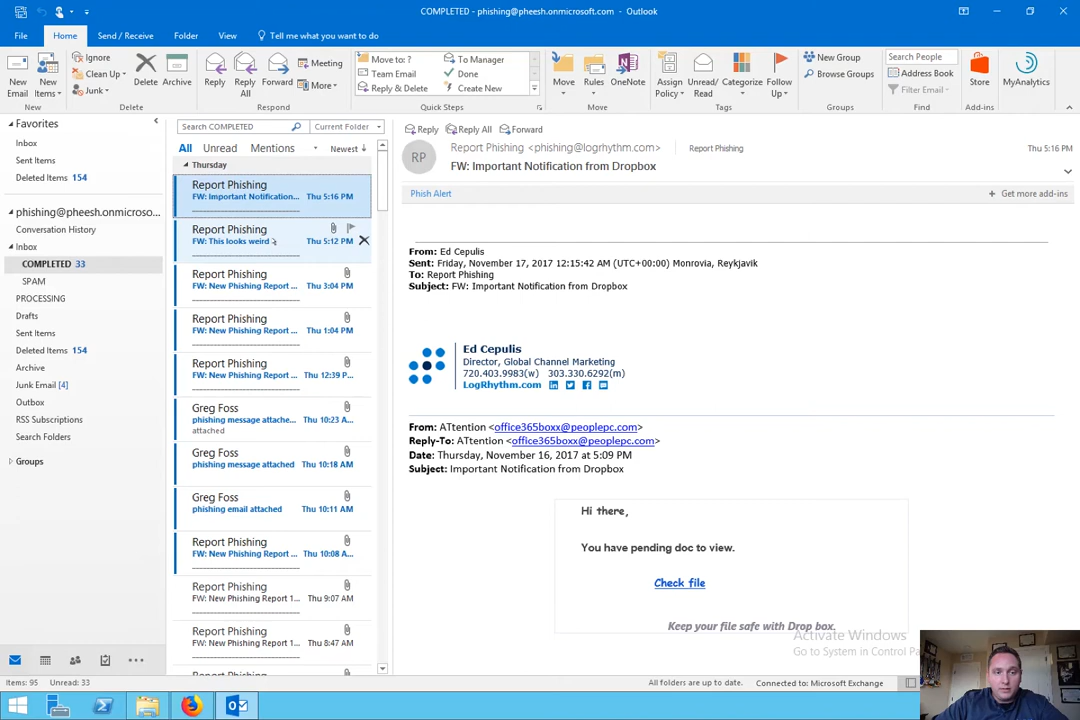 COMPLETED - phishing@pheesh.onmicrosoft.com - Outlook
File Home Send / Receive Folder View Tell me what you want to do
New Email
New Items
New
Ignore
Clean Up
Junk
Delete
Archive
Delete
Reply
Reply All
Forward
Meeting
More
Respond
Move to: ?
Team Email
Reply & Delete
To Manager
Done
Create New
Quick Steps
Move
Rules
OneNote
Move
Assign Policy
Unread/ Read
Categorize
Follow Up
Tags
New Group
Browse Groups
Groups
Search People
Address Book
Filter Email
Find
Store
Add-ins
MyAnalytics
Favorites
Inbox
Sent Items
Deleted Items 154
phishing@pheesh.onmicroso...
Conversation History
Inbox
COMPLETED 33
SPAM
PROCESSING
Drafts
Sent Items
Deleted Items 154
Archive
Junk Email [4]
Outbox
RSS Subscriptions
Search Folders
Groups
Search COMPLETED
Current Folder
All Unread Mentions Newest
Thursday
Report Phishing
FW: Important Notification... Thu 5:16 PM
Report Phishing
FW: This looks weird Thu 5:12 PM
Report Phishing
FW: New Phishing Report ... Thu 3:04 PM
Report Phishing
FW: New Phishing Report ... Thu 1:04 PM
Report Phishing
FW: New Phishing Report ... Thu 12:39 P...
Greg Foss
phishing message attache... Thu 10:23 A...
attached
Greg Foss
phishing message attached Thu 10:18 AM
Greg Foss
phishing email attached Thu 10:11 AM
Report Phishing
FW: New Phishing Report ... Thu 10:08 A...
Report Phishing
FW: New Phishing Report 1... Thu 9:07 AM
Report Phishing
FW: New Phishing Report 1... Thu 8:47 AM
Report Phishing
Reply Reply All Forward
RP
Report Phishing <phishing@logrhythm.com> Report Phishing Thu 5:16 PM
FW: Important Notification from Dropbox
Phish Alert + Get more add-ins
From: Ed Cepulis
Sent: Friday, November 17, 2017 12:15:42 AM (UTC+00:00) Monrovia, Reykjavik
To: Report Phishing
Subject: FW: Important Notification from Dropbox
Ed Cepulis
Director, Global Channel Marketing
720.403.9983(w) 303.330.6292(m)
LogRhythm.com
From: ATtention <office365boxx@peoplepc.com>
Reply-To: ATtention <office365boxx@peoplepc.com>
Date: Thursday, November 16, 2017 at 5:09 PM
Subject: Important Notification from Dropbox
Hi there,
You have pending doc to view.
Check file
Keep your file safe with Drop box.
Activate Windows
Go to System in Control Pa
Items: 95 Unread: 33 All folders are up to date. Connected to: Microsoft Exchange